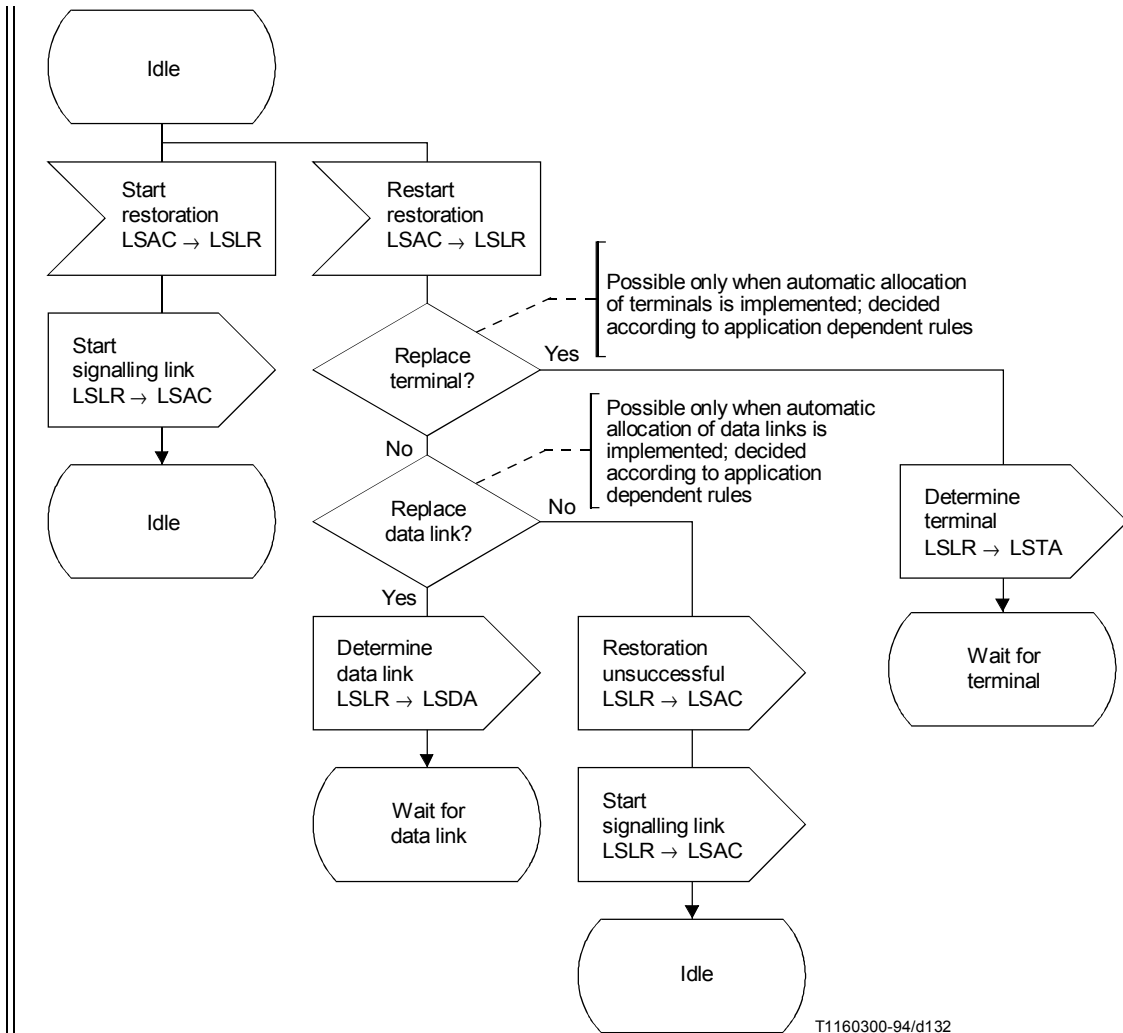 Idle
Start
restoration
LSAC → LSLR
Restart
restoration
LSAC → LSLR
Possible only when automatic allocation
of terminals is implemented; decided
according to application dependent rules
Start
signalling link
LSLR → LSAC
Replace
terminal?
Yes
No
Possible only when automatic
allocation of data links is
implemented; decided
according to application
dependent rules
Idle
Replace
data link?
No
Yes
Determine
terminal
LSLR → LSTA
Determine
data link
LSLR → LSDA
Restoration
unsuccessful
LSLR → LSAC
Wait for
terminal
Wait for
data link
Start
signalling link
LSLR → LSAC
Idle
T1160300-94/d132